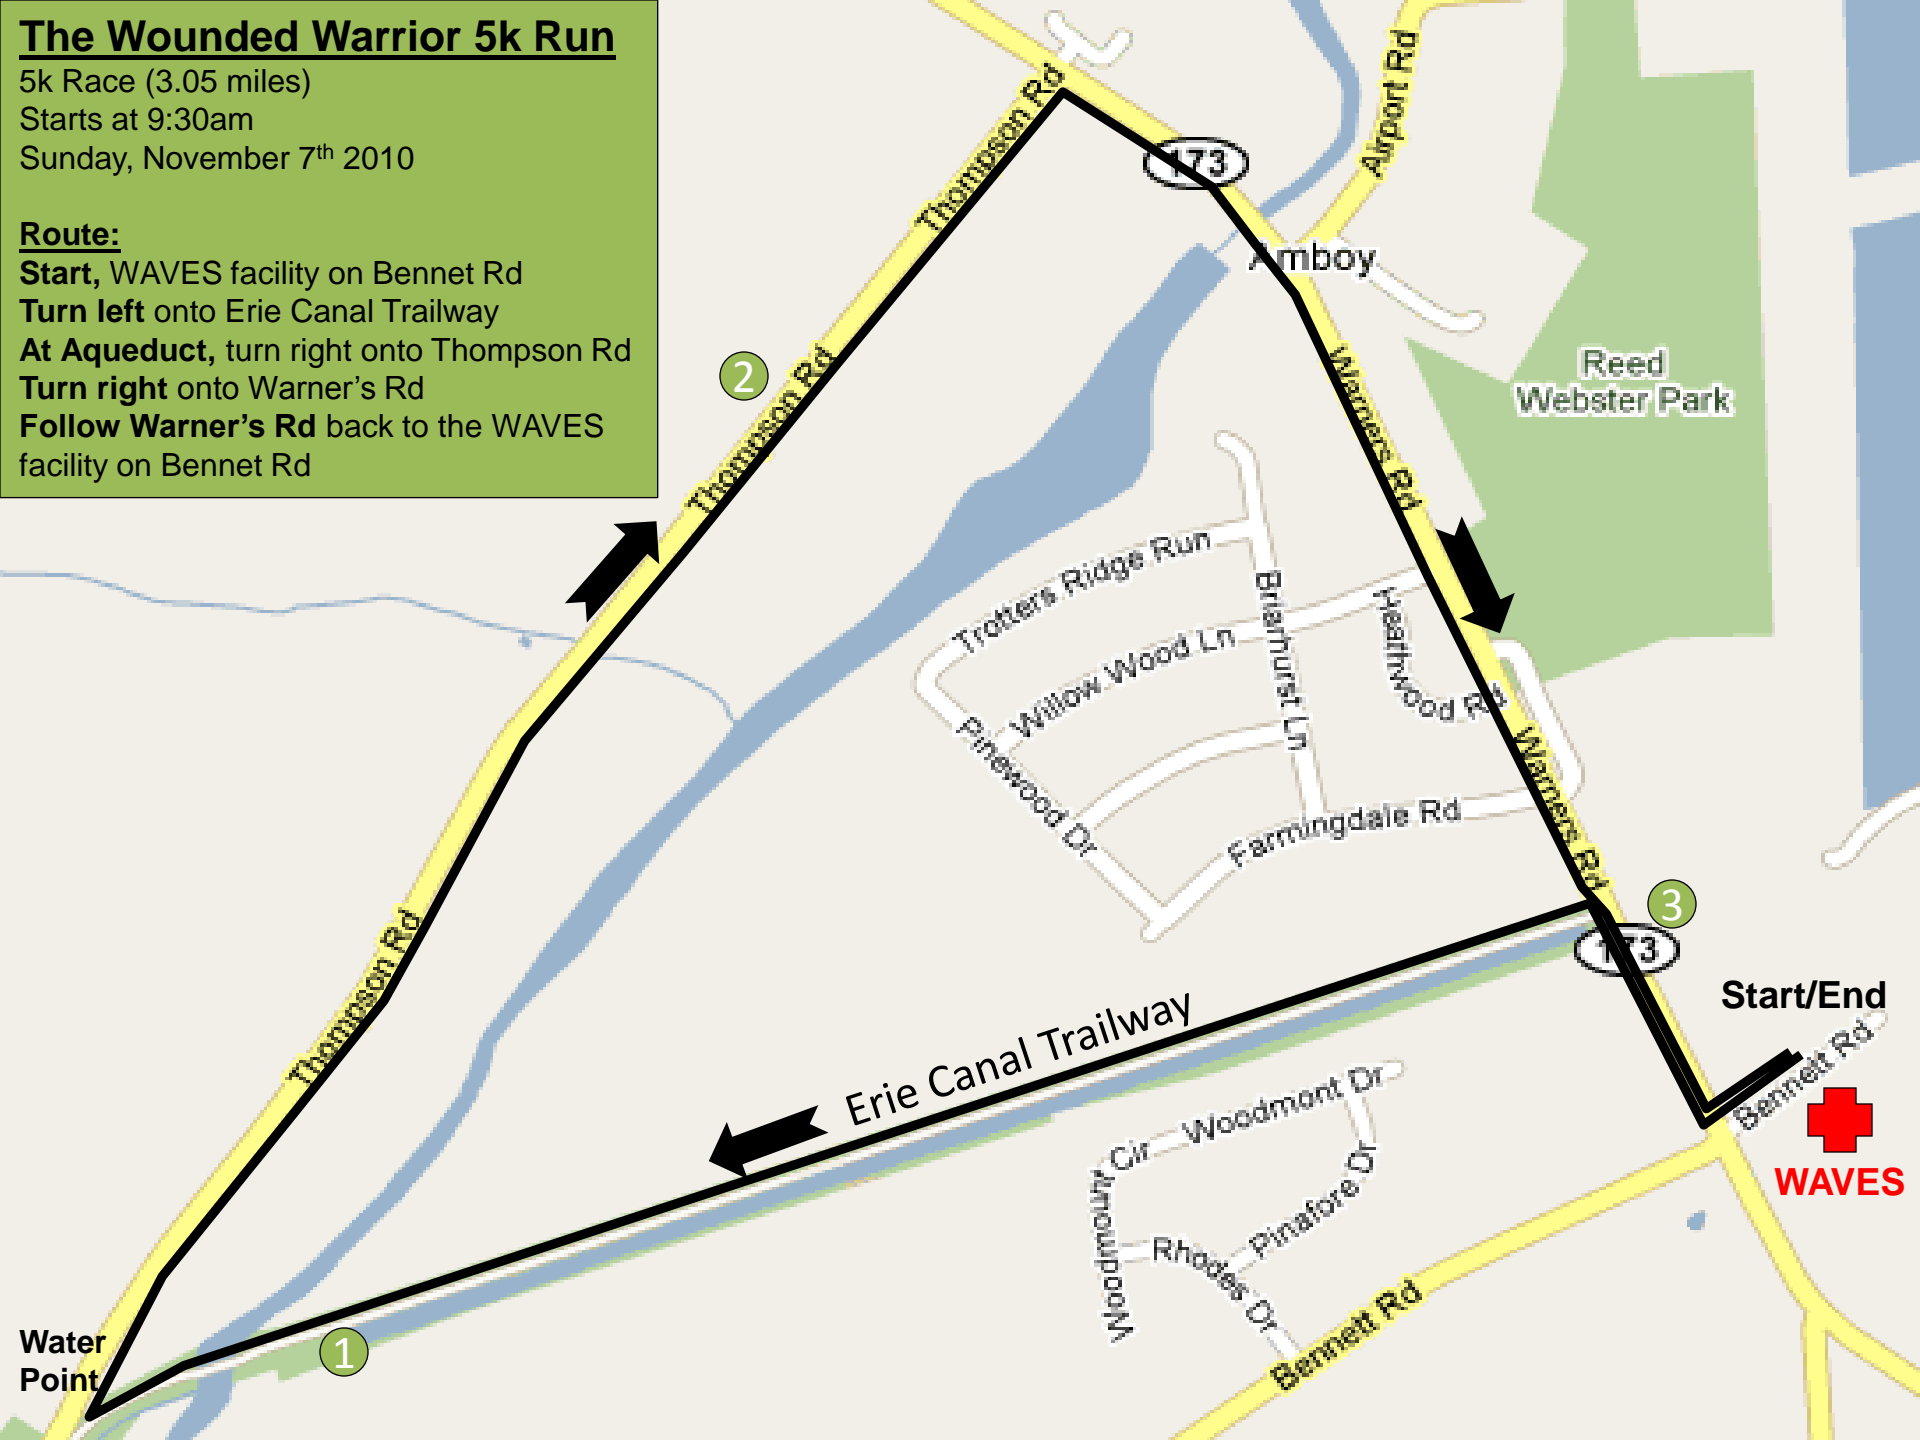 The Wounded Warrior 5k Run
5k Race (3.05 miles)
Starts at 9:30am
Sunday, November 7th 2010
Route:
Start, WAVES facility on Bennet Rd
Turn left onto Erie Canal Trailway
At Aqueduct, turn right onto Thompson Rd
Turn right onto Warner's Rd
Follow Warner's Rd back to the WAVES
facility on Bennet Rd
Thompson Rd
173
Airport Rd
Amboy
Reed
Webster Park
2
Thompson Rd
Warners Rd
Trotters Ridge Run
Briarhurst Ln
Willow Wood Ln
Heathwood Rd
Pinewood Dr
Warners Rd
Farmingdale Rd
3
173
Thompson Rd
Start/End
Erie Canal Trailway
Bennett Rd
WAVES
Woodmont Dr
Woodmount Cir
Pinafore Dr
Rhodes Dr
Bennett Rd
Water
Point
1